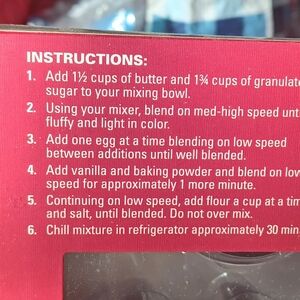 INSTRUCTIONS:
1. Add 1½ cups of butter and 1¾ cups of granulate
sugar to your mixing bowl.
2. Using your mixer, blend on med-high speed unti
fluffy and light in color.
3. Add one egg at a time blending on low speed
between additions until well blended.
4. Add vanilla and baking powder and blend on low
speed for approximately 1 more minute.
5. Continuing on low speed, add flour a cup at a tim
and salt, until blended. Do not over mix.
6. Chill mixture in refrigerator approximately 30 min